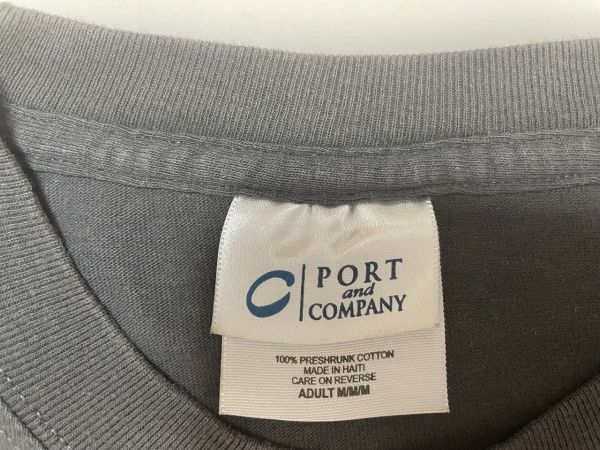 PORT
and
COMPANY
100% PRESHRUNK COTTON
MADE IN HAITI
CARE ON REVERSE
ADULT M/M/M